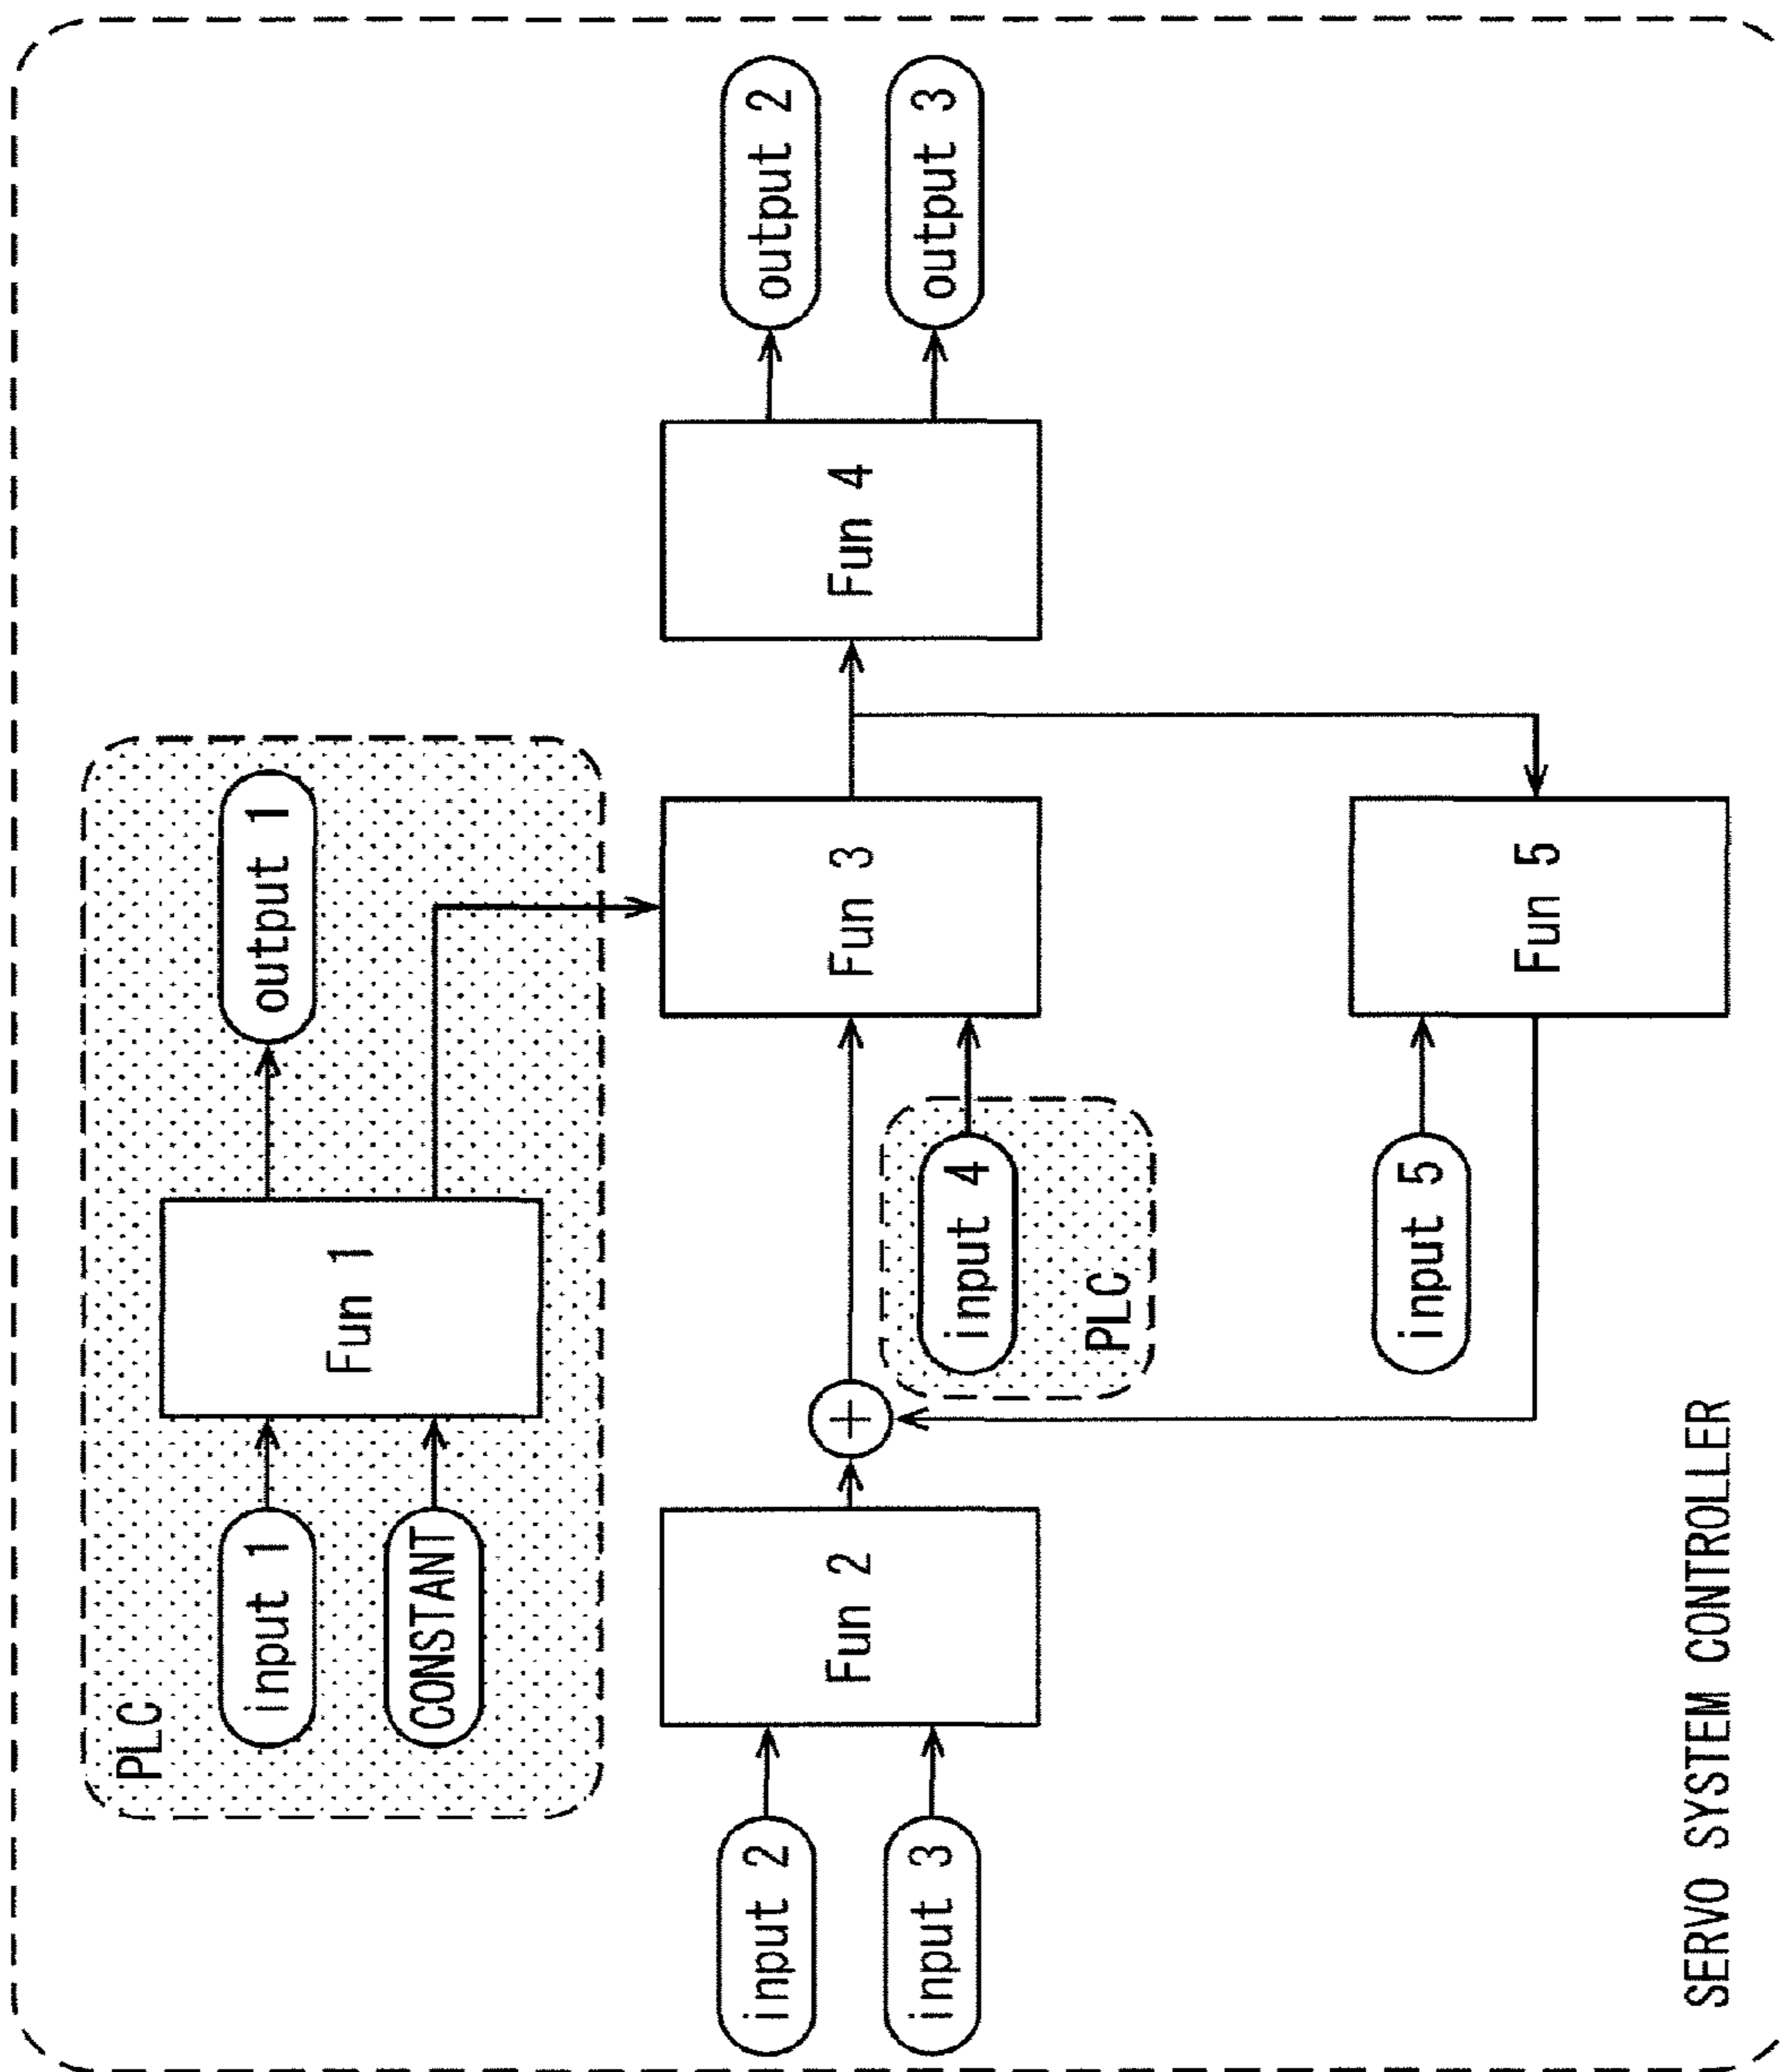 PLC
input 1
CONSTANT
Fun 1
output 1
input 2
input 3
Fun 2
+
input 4
PLC
Fun 3
Fun 4
output 2
output 3
input 5
Fun 5
SERVO SYSTEM CONTROLLER